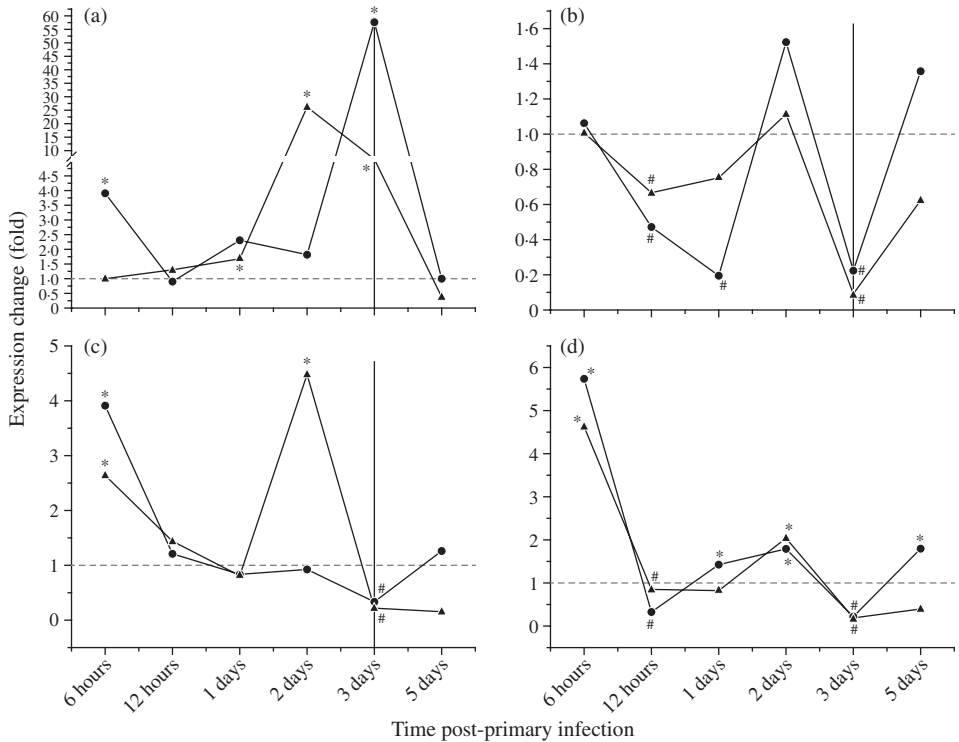 (a)
60
55
50
45
40
35
30
25
20
15
10
4·5
4·0
3·5
3·0
2·5
2·0
1·5
1·0
0·5
0
* * * * *
(b)
1·6
1·4
1·2
1·0
0·8
0·6
0·4
0·2
0
# # # # #
Expression change (fold)
(c)
5
4
3
2
1
0
* * * # #
6 hours
12 hours
1 days
2 days
3 days
5 days
(d)
6
5
4
3
2
1
0
* * # # * * * # # *
6 hours
12 hours
1 days
2 days
3 days
5 days
Time post-primary infection